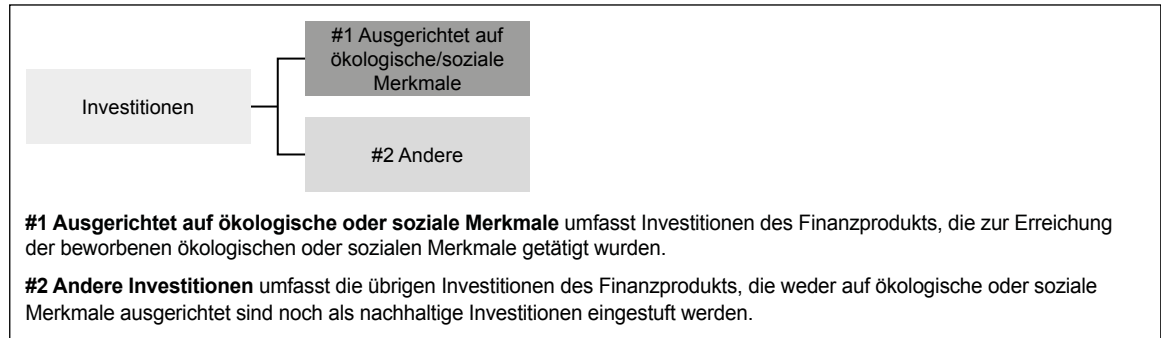 #1 Ausgerichtet auf
ökologische/soziale
Merkmale
Investitionen
#2 Andere
#1 Ausgerichtet auf ökologische oder soziale Merkmale umfasst Investitionen des Finanzprodukts, die zur Erreichung
der beworbenen ökologischen oder sozialen Merkmale getätigt wurden.
#2 Andere Investitionen umfasst die übrigen Investitionen des Finanzprodukts, die weder auf ökologische oder soziale
Merkmale ausgerichtet sind noch als nachhaltige Investitionen eingestuft werden.